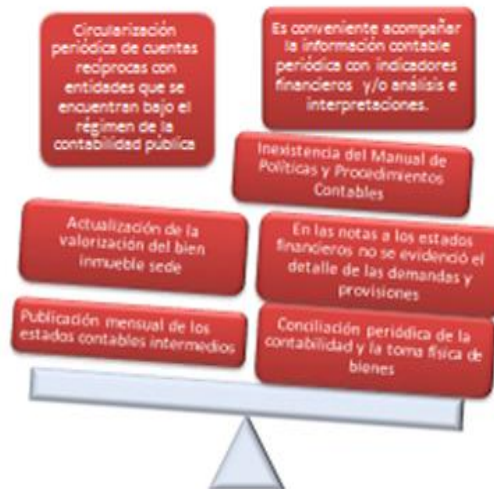 Circularización
periódica de cuentas
recíprocas con
entidades que se
encuentran bajo el
régimen de la
contabilidad pública
Es conveniente acompañar
la información contable
periódica con indicadores
financieros y/o análisis e
interpretaciones.
Inexistencia del Manual de
Políticas y Procedimientos
Contables
Actualización de la
valorización del bien
inmueble sede
En las notas a los estados
financieros no se evidenció el
detalle de las demandas y
provisiones
Publicación mensual de los
estados contables intermedios
Conciliación periódica de la
contabilidad y la toma física de
bienes